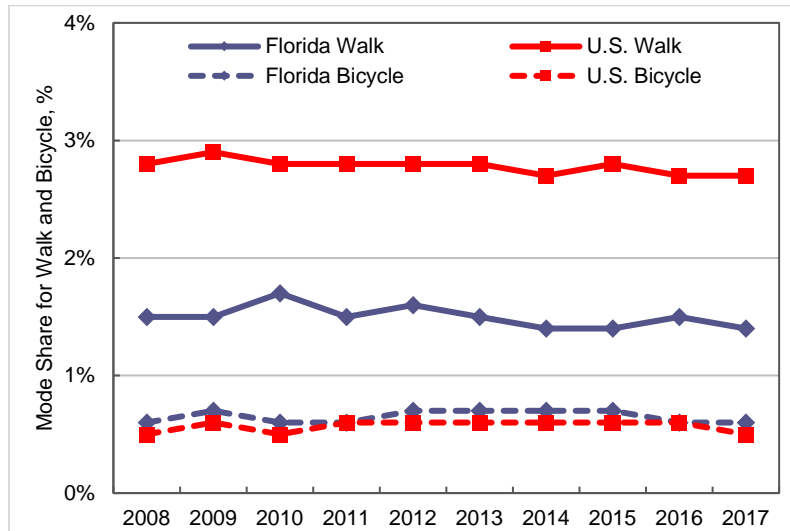 4%
3%
2%
1%
0%
Mode Share for Walk and Bicycle, %
Florida Walk U.S. Walk
Florida Bicycle U.S. Bicycle
2008 2009 2010 2011 2012 2013 2014 2015 2016 2017